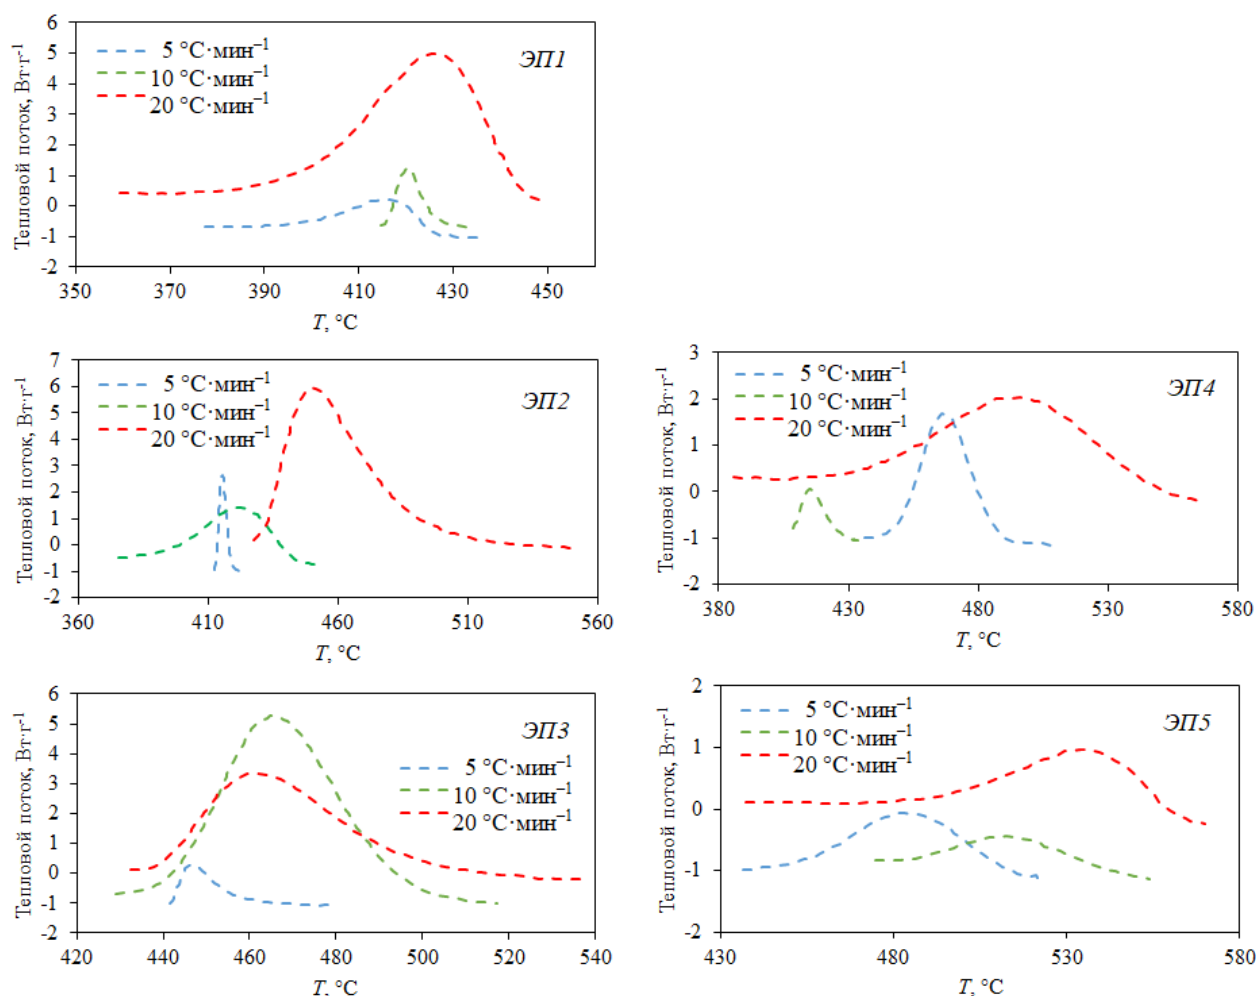 6
5
4
3
2
1
0
-1
-2
350
370
390
410
430
450
Тепловой поток, Вт·г⁻¹
T, °C
5 °С·мин⁻¹
10 °С·мин⁻¹
20 °С·мин⁻¹
ЭП1
7
6
5
4
3
2
1
0
-1
-2
360
410
460
510
560
Тепловой поток, Вт·г⁻¹
T, °C
5 °С·мин⁻¹
10 °С·мин⁻¹
20 °С·мин⁻¹
ЭП2
3
2
1
0
-1
-2
380
430
480
530
580
Тепловой поток, Вт·г⁻¹
T, °C
5 °С·мин⁻¹
10 °С·мин⁻¹
20 °С·мин⁻¹
ЭП4
6
5
4
3
2
1
0
-1
-2
420
440
460
480
500
520
540
Тепловой поток, Вт·г⁻¹
T, °C
ЭП3
5 °С·мин⁻¹
10 °С·мин⁻¹
20 °С·мин⁻¹
2
1
0
-1
-2
430
480
530
580
Тепловой поток, Вт·г⁻¹
T, °C
5 °С·мин⁻¹
10 °С·мин⁻¹
20 °С·мин⁻¹
ЭП5